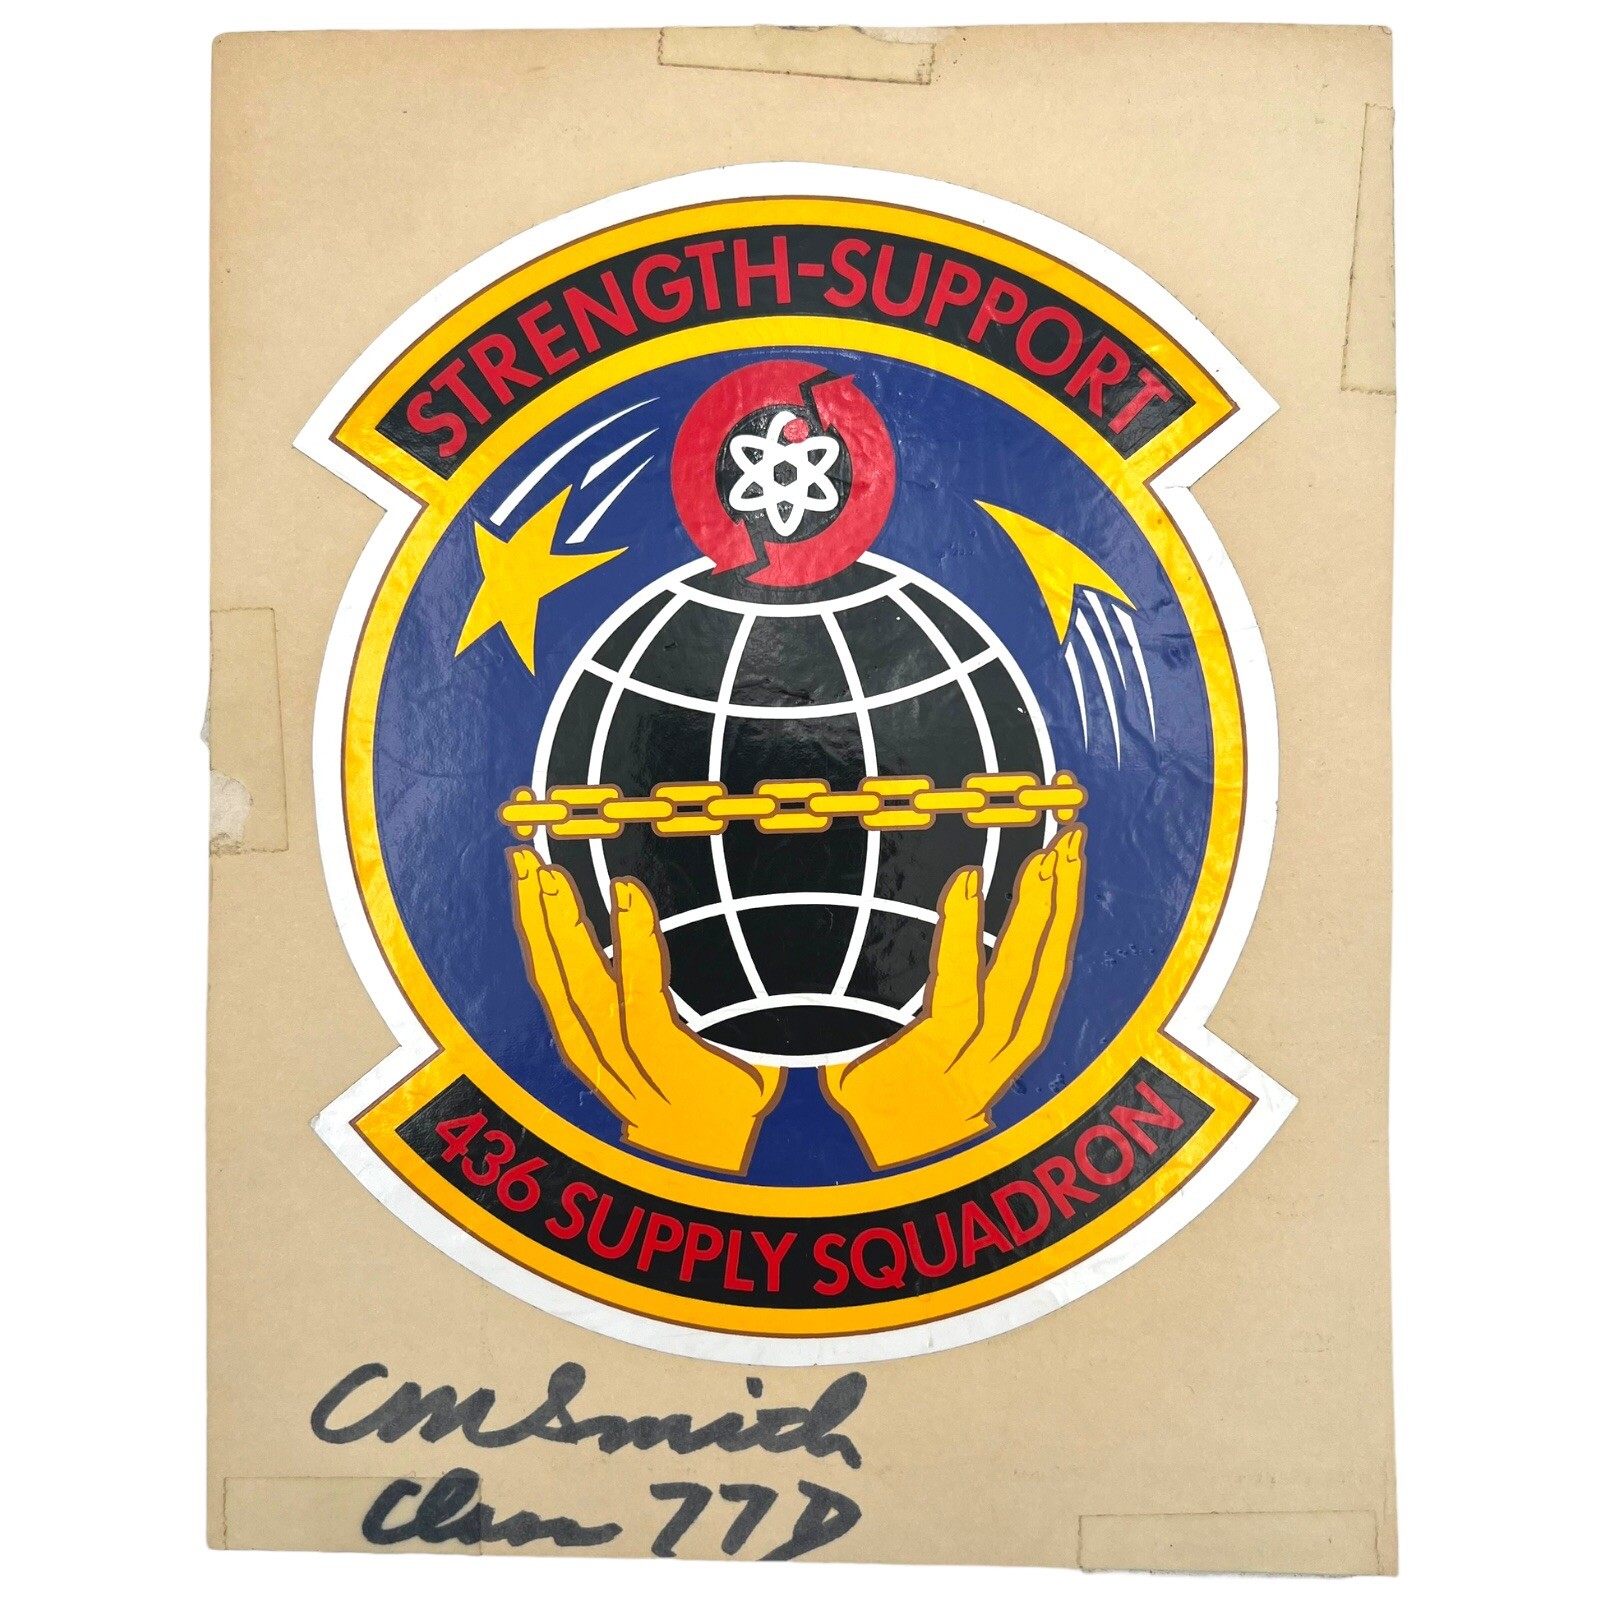 STRENGTH-SUPPORT
436 SUPPLY SQUADRON
CM Smith
Class 77D